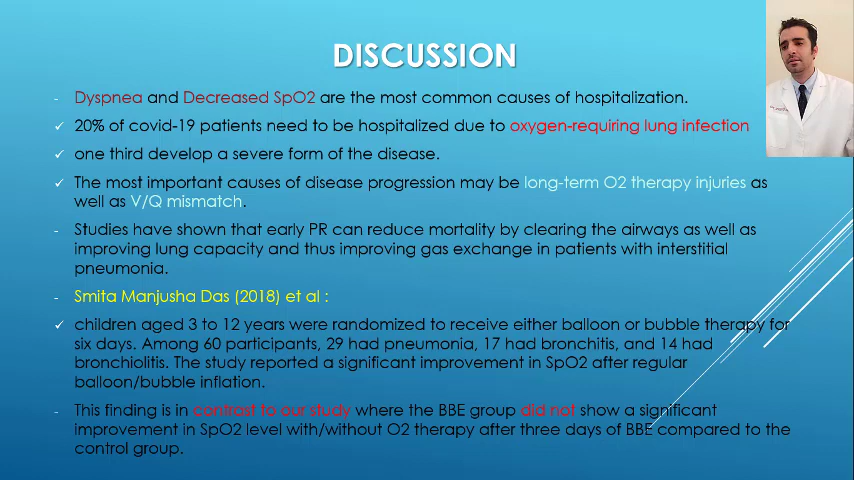 DISCUSSION
- Dyspnea and Decreased SpO2 are the most common causes of hospitalization.
✓ 20% of covid-19 patients need to be hospitalized due to oxygen-requiring lung infection
✓ one third develop a severe form of the disease.
✓ The most important causes of disease progression may be long-term O2 therapy injuries as
well as V/Q mismatch.
- Studies have shown that early PR can reduce mortality by clearing the airways as well as
improving lung capacity and thus improving gas exchange in patients with interstitial
pneumonia.
- Smita Manjusha Das (2018) et al :
✓ children aged 3 to 12 years were randomized to receive either balloon or bubble therapy for
six days. Among 60 participants, 29 had pneumonia, 17 had bronchitis, and 14 had
bronchiolitis. The study reported a significant improvement in SpO2 after regular
balloon/bubble inflation.
- This finding is in contrast to our study where the BBE group did not show a significant
improvement in SpO2 level with/without O2 therapy after three days of BBE compared to the
control group.